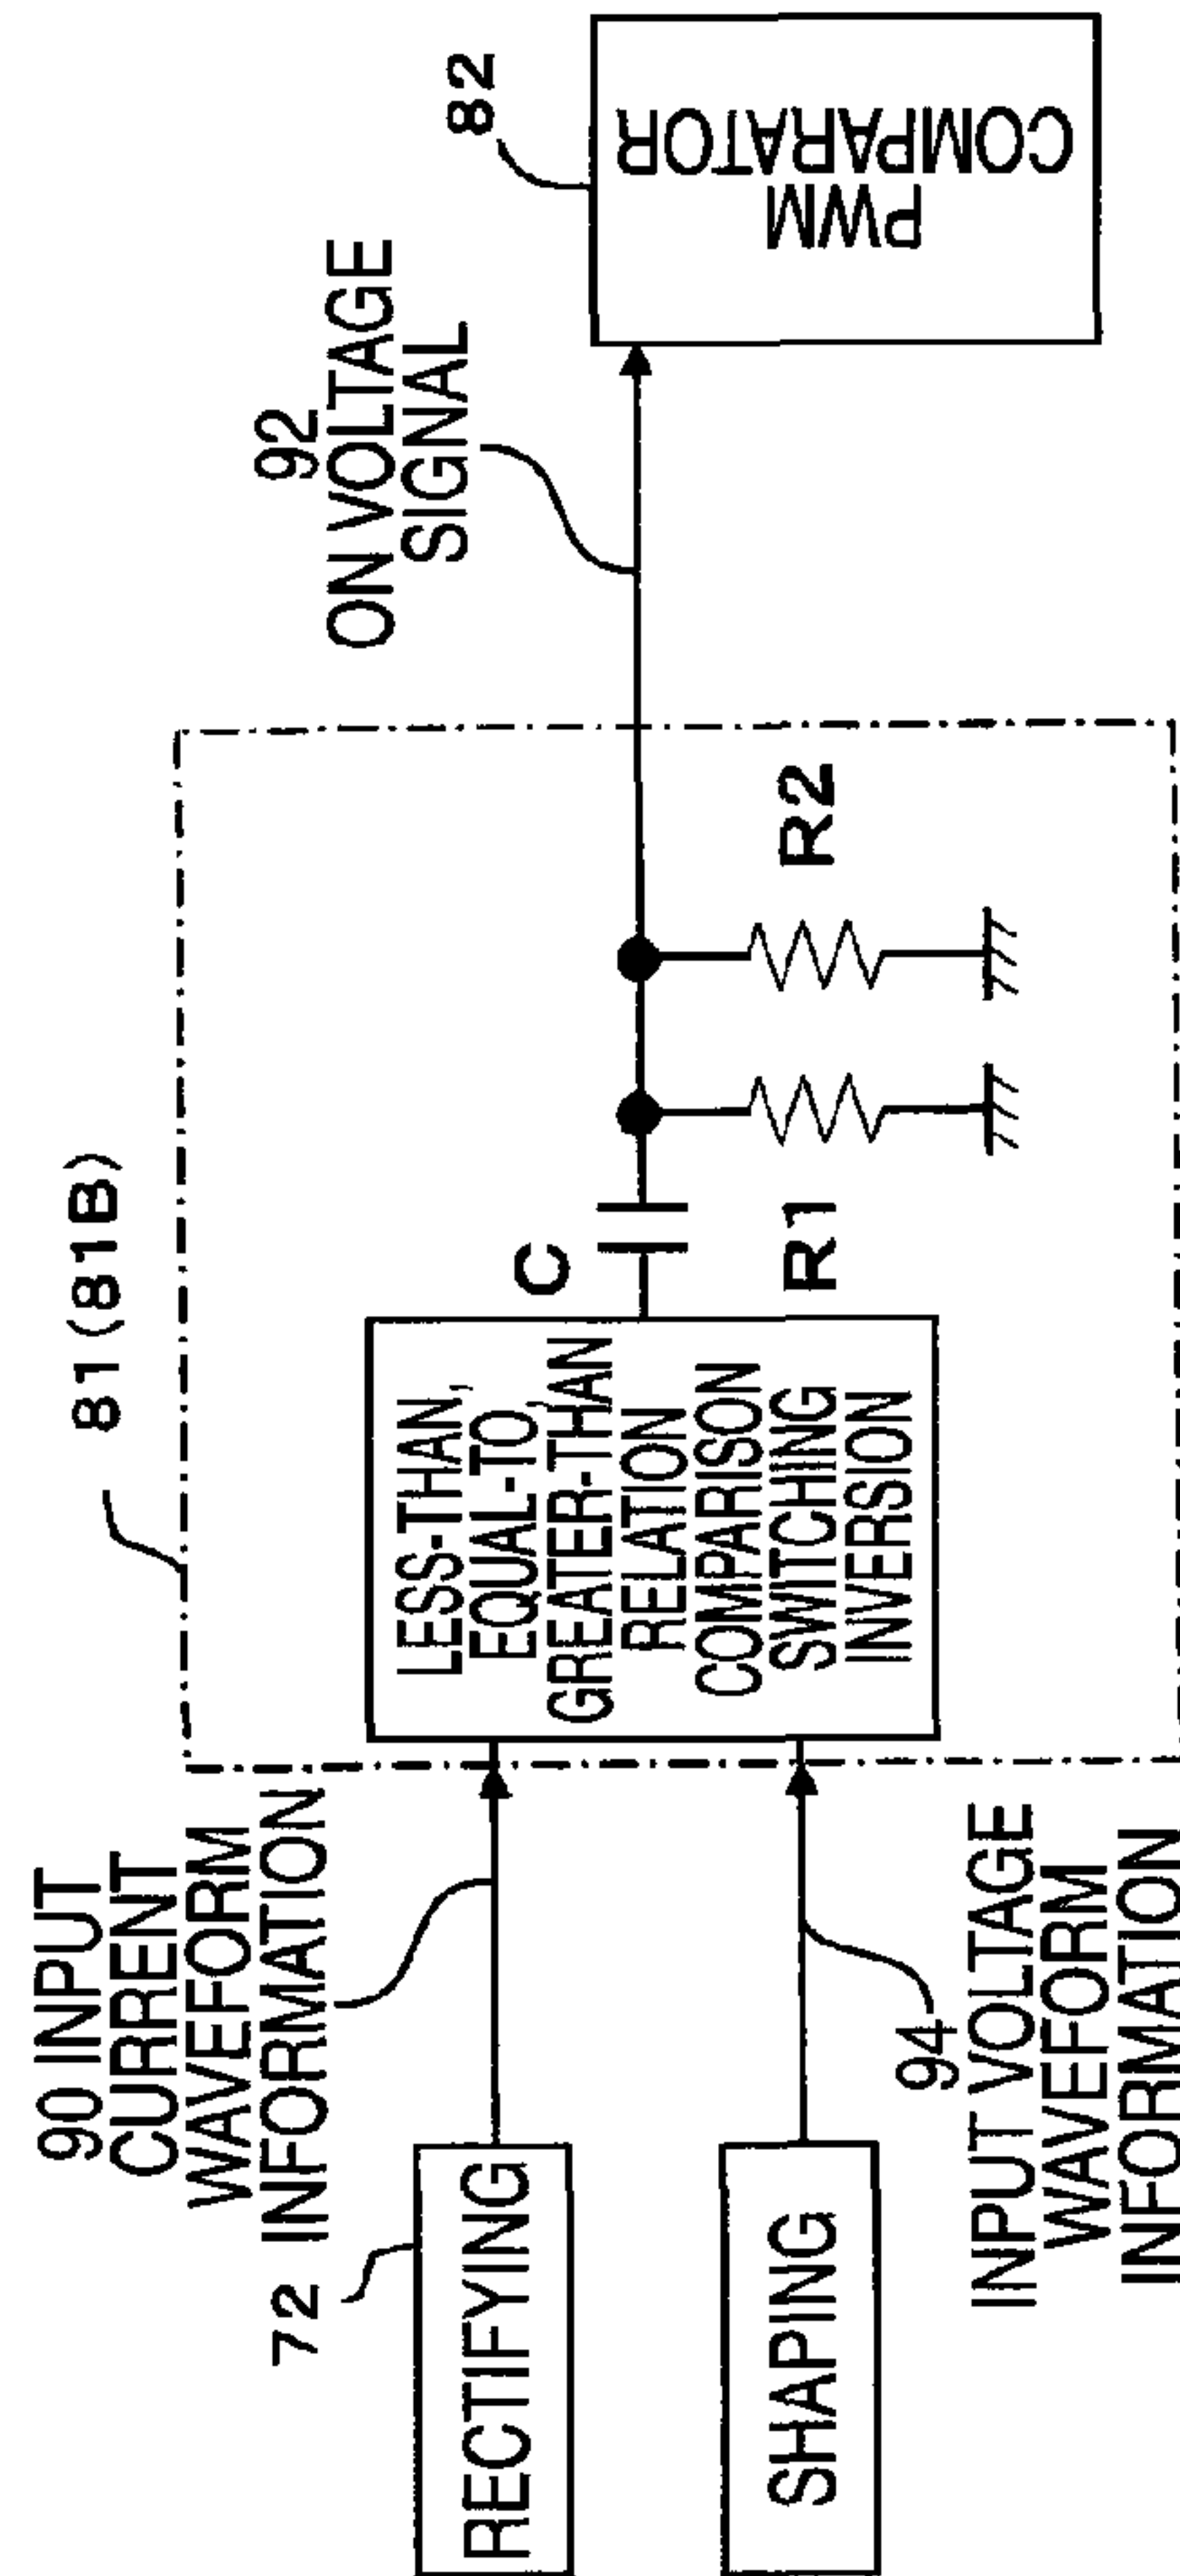 90 INPUT
CURRENT
WAVEFORM
INFORMATION
72
RECTIFYING
SHAPING
94
INPUT VOLTAGE
WAVEFORM
INFORMATION
81(81B)
LESS-THAN,
EQUAL-TO,
GREATER-THAN
RELATION
COMPARISON
SWITCHING
INVERSION
C
R1
R2
92
ON VOLTAGE
SIGNAL
82
PWM
COMPARATOR